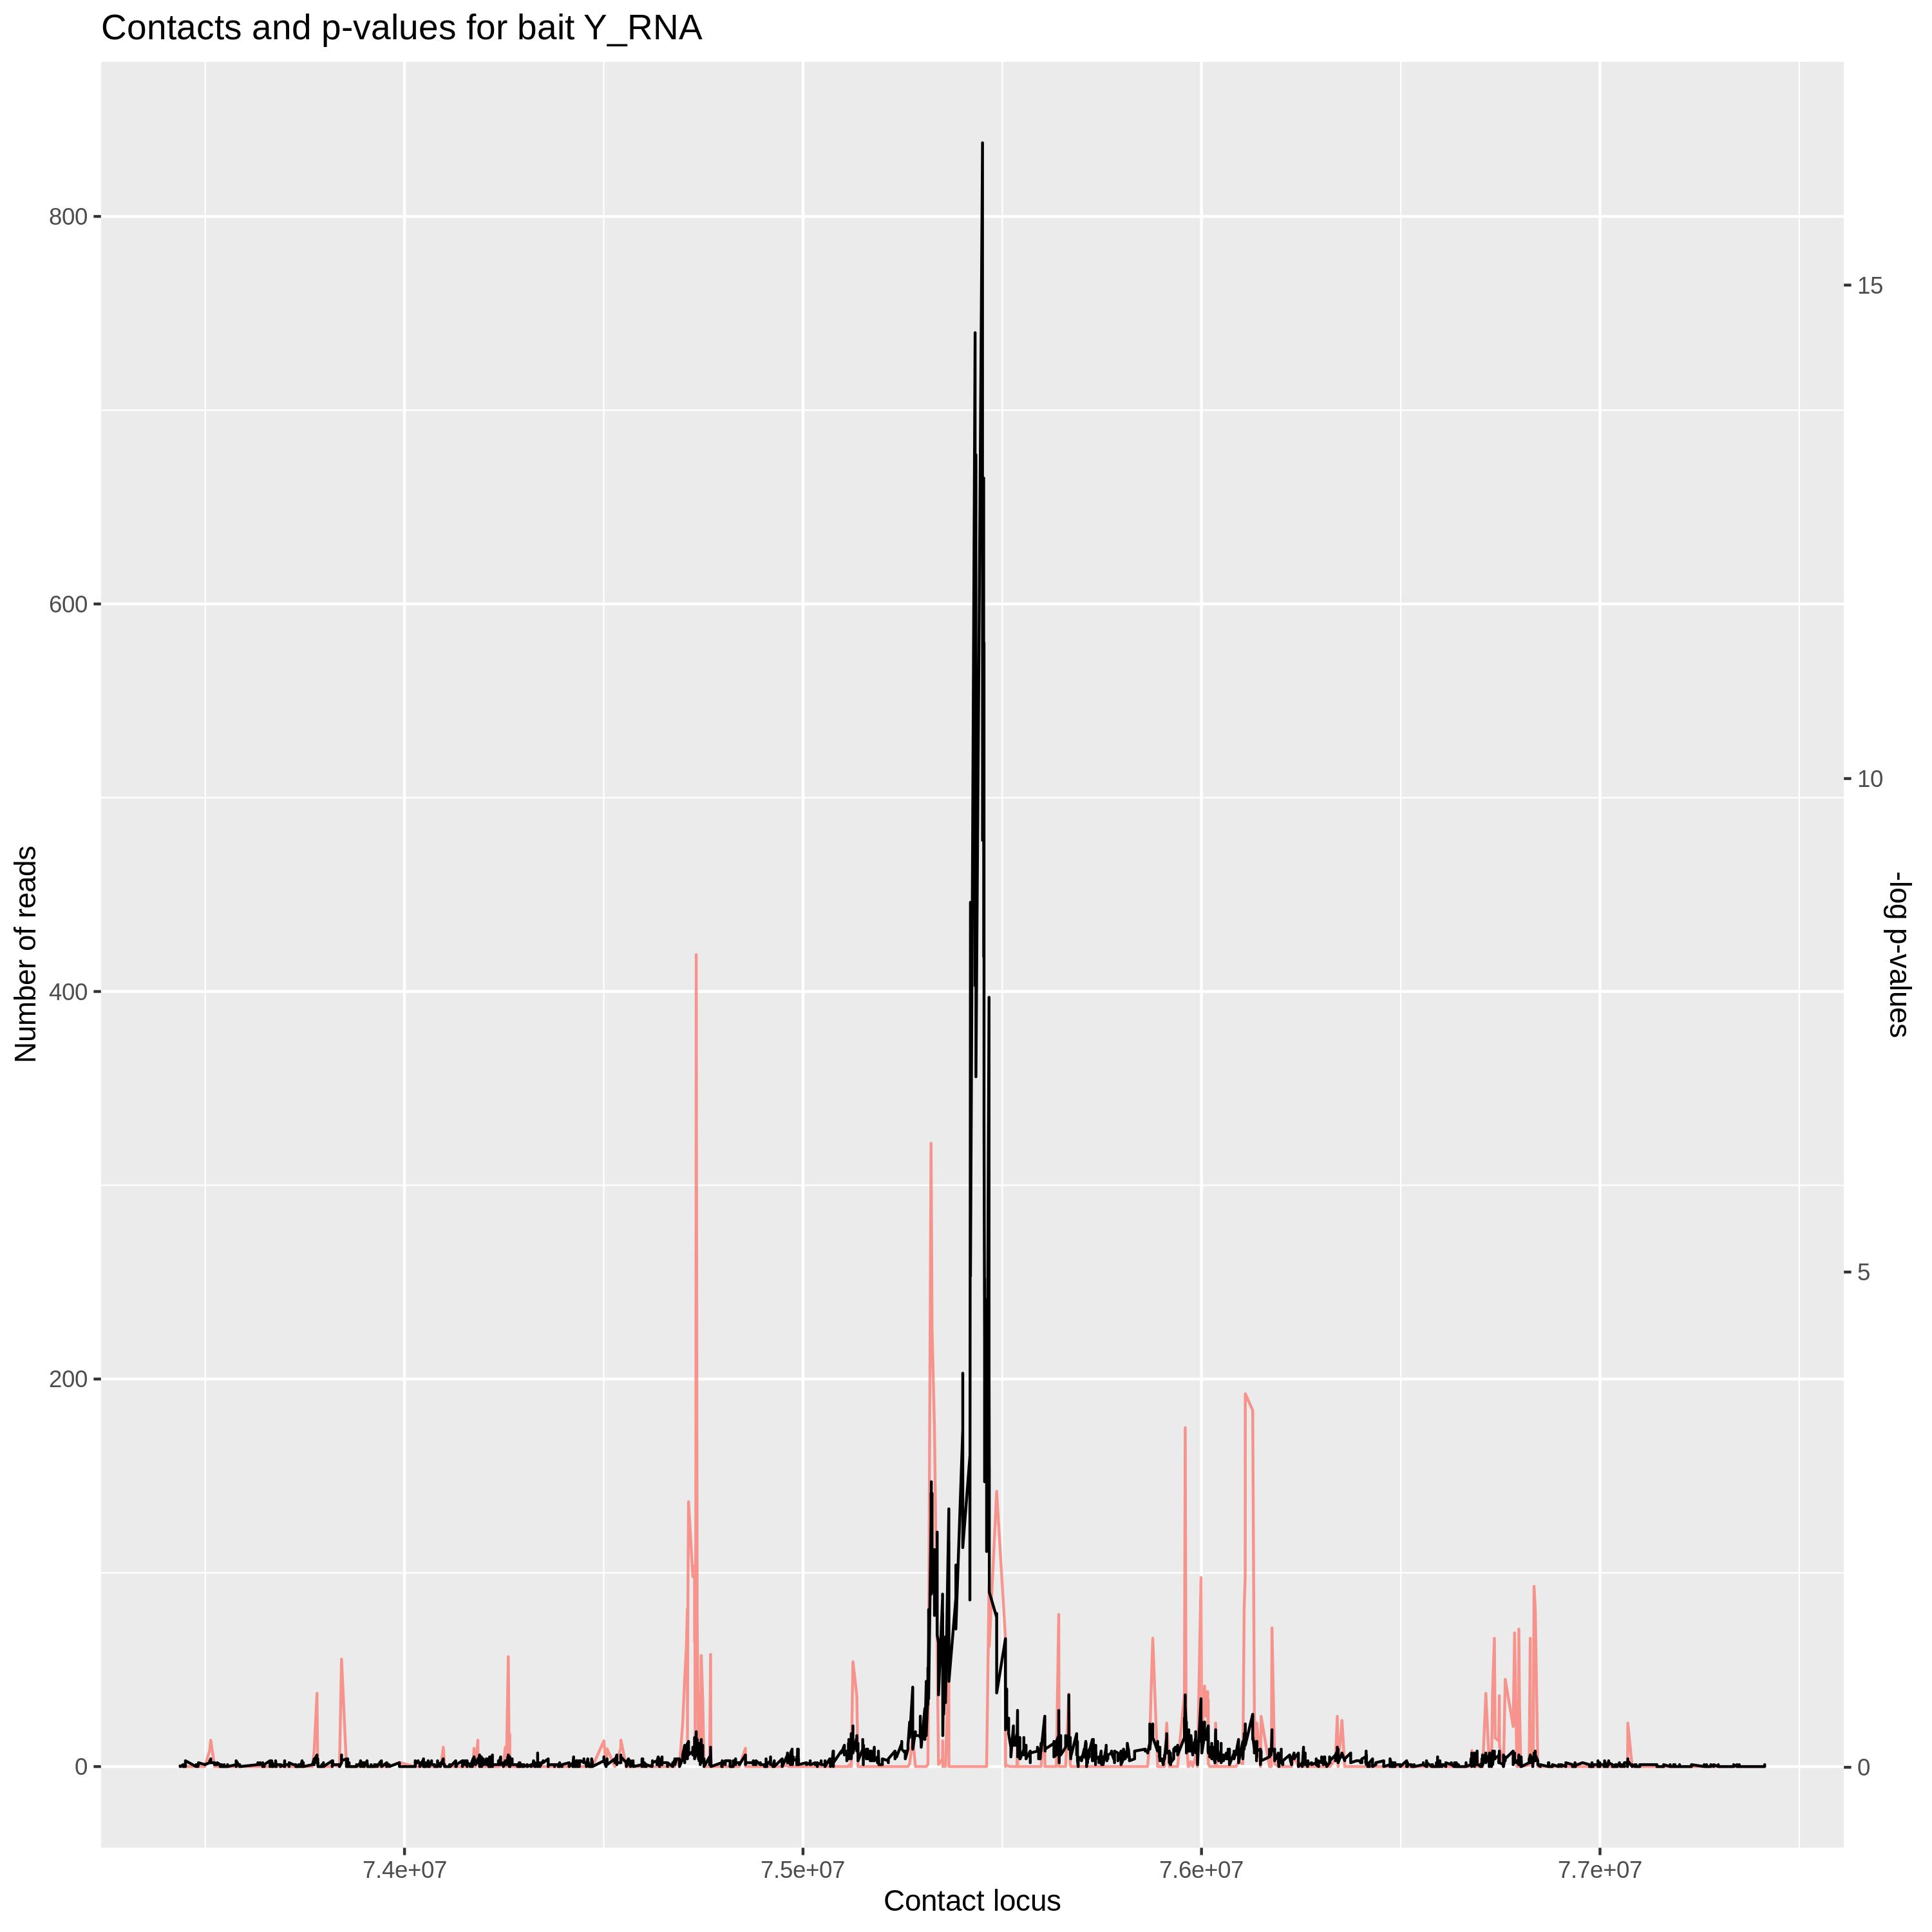 Contacts and p-values for bait Y_RNA
800
600
400
200
0
Number of reads
15
10
5
0
-log p-values
7.4e+07
7.5e+07
7.6e+07
7.7e+07
Contact locus